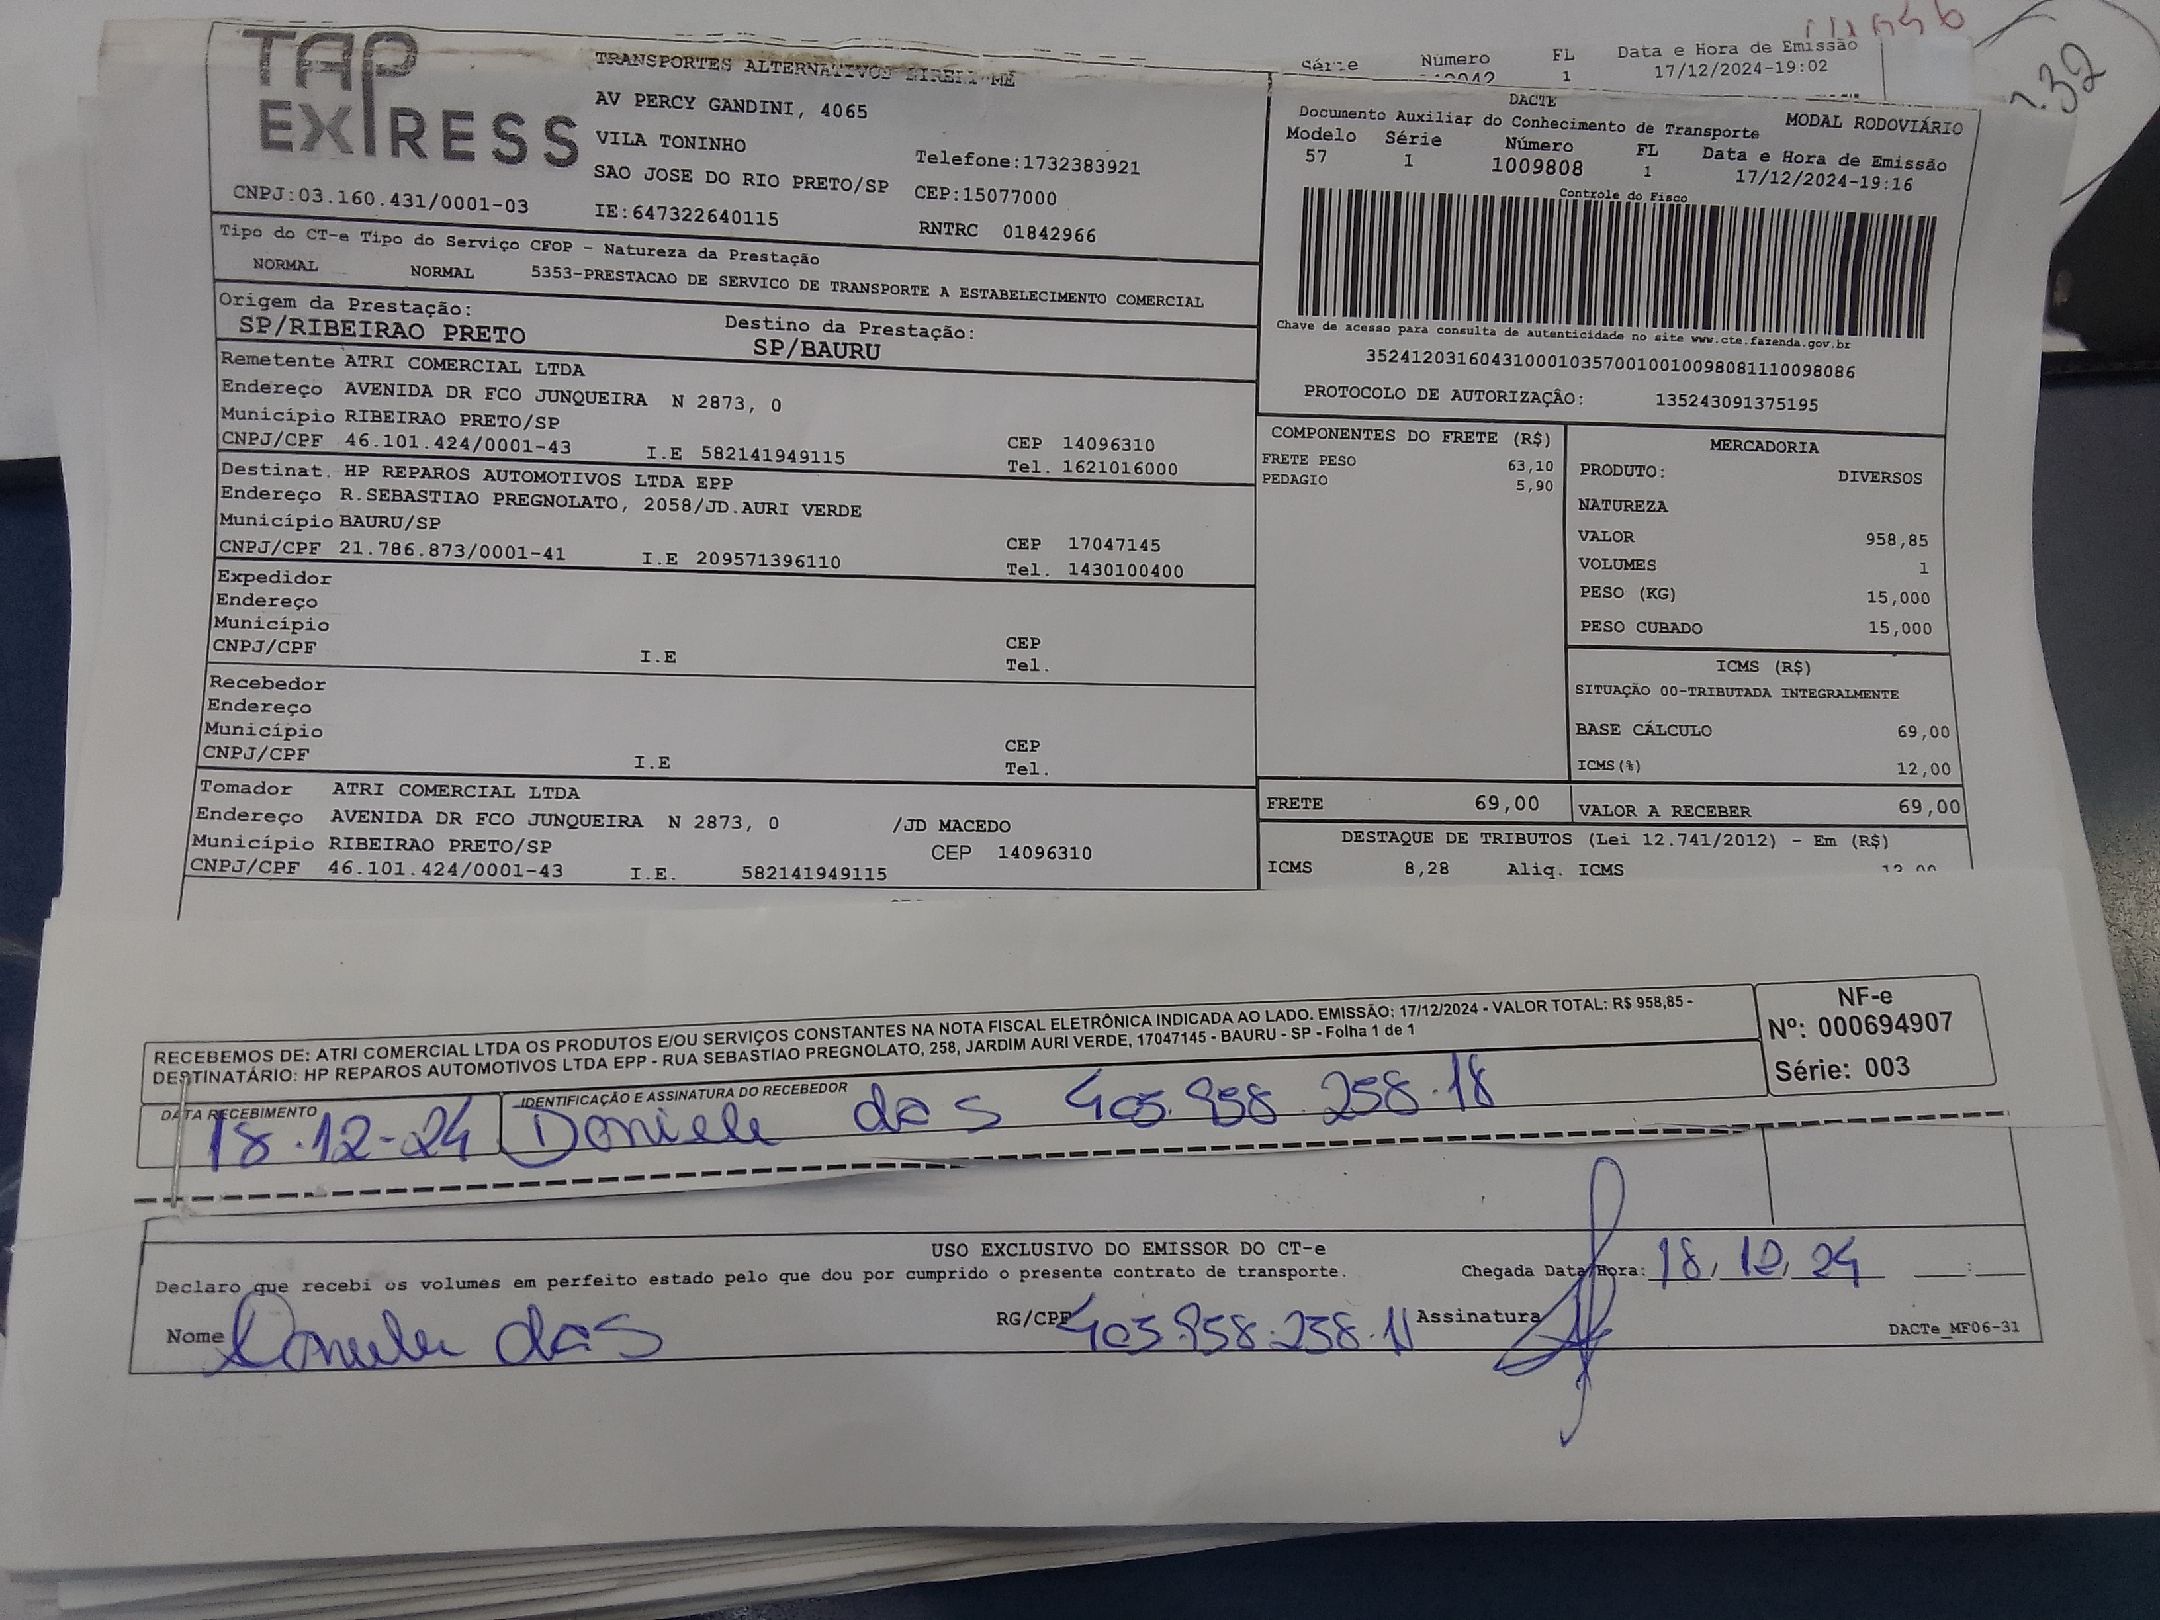 TAP EXPRESS
TRANSPORTES ALTERNATIVOS EIRELI ME
AV PERCY GANDINI, 4065
VILA TONINHO
Telefone:1732383921
SAO JOSE DO RIO PRETO/SP CEP:15077000
CNPJ:03.160.431/0001-03 IE:647322640115 RNTRC 01842966
Série Número FL Data e Hora de Emissão
1 17/12/2024-19:02
DACTE
Documento Auxiliar do Conhecimento de Transporte MODAL RODOVIÁRIO
Modelo Série Número FL Data e Hora de Emissão
57 1 1009808 1 17/12/2024-19:16
Controle do Fisco
Chave de acesso para consulta de autenticidade no site www.cte.fazenda.gov.br
35241203160431000103570010010098081110098086
PROTOCOLO DE AUTORIZAÇÃO: 135243091375195
Tipo do CT-e Tipo do Serviço CFOP - Natureza da Prestação
NORMAL NORMAL 5353-PRESTACAO DE SERVICO DE TRANSPORTE A ESTABELECIMENTO COMERCIAL
Origem da Prestação: Destino da Prestação:
SP/RIBEIRAO PRETO SP/BAURU
Remetente ATRI COMERCIAL LTDA
Endereço AVENIDA DR FCO JUNQUEIRA N 2873, 0
Município RIBEIRAO PRETO/SP CEP 14096310
CNPJ/CPF 46.101.424/0001-43 I.E 582141949115 Tel. 1621016000
Destinat. HP REPAROS AUTOMOTIVOS LTDA EPP
Endereço R.SEBASTIAO PREGNOLATO, 2058/JD.AURI VERDE
Município BAURU/SP CEP 17047145
CNPJ/CPF 21.786.873/0001-41 I.E 209571396110 Tel. 1430100400
Expedidor
Endereço
Município CEP
CNPJ/CPF I.E Tel.
Recebedor
Endereço
Município CEP
CNPJ/CPF I.E Tel.
Tomador ATRI COMERCIAL LTDA
Endereço AVENIDA DR FCO JUNQUEIRA N 2873, 0 /JD MACEDO
Município RIBEIRAO PRETO/SP CEP 14096310
CNPJ/CPF 46.101.424/0001-43 I.E. 582141949115
COMPONENTES DO FRETE (R$)
FRETE PESO 63,10
PEDAGIO 5,90
MERCADORIA
PRODUTO: DIVERSOS
NATUREZA
VALOR 958,85
VOLUMES 1
PESO (KG) 15,000
PESO CUBADO 15,000
ICMS (R$)
SITUAÇÃO 00-TRIBUTADA INTEGRALMENTE
BASE CÁLCULO 69,00
ICMS(%) 12,00
FRETE 69,00 VALOR A RECEBER 69,00
DESTAQUE DE TRIBUTOS (Lei 12.741/2012) - Em (R$)
ICMS 8,28 Aliq. ICMS 12,00
RECEBEMOS DE: ATRI COMERCIAL LTDA OS PRODUTOS E/OU SERVIÇOS CONSTANTES NA NOTA FISCAL ELETRÔNICA INDICADA AO LADO. EMISSÃO: 17/12/2024 - VALOR TOTAL: R$ 958,85 -
DESTINATÁRIO: HP REPAROS AUTOMOTIVOS LTDA EPP - RUA SEBASTIAO PREGNOLATO, 258, JARDIM AURI VERDE, 17047145 - BAURU - SP - Folha 1 de 1
NF-e
Nº: 000694907
Série: 003
DATA RECEBIMENTO IDENTIFICAÇÃO E ASSINATURA DO RECEBEDOR
18.12-24 Daniele das 405.958.258.18
USO EXCLUSIVO DO EMISSOR DO CT-e
Declaro que recebi os volumes em perfeito estado pelo que dou por cumprido o presente contrato de transporte. Chegada Data/Hora: 18, 12, 24 __:__
Nome das RG/CPF Assinatura
DACTe_MF06-31